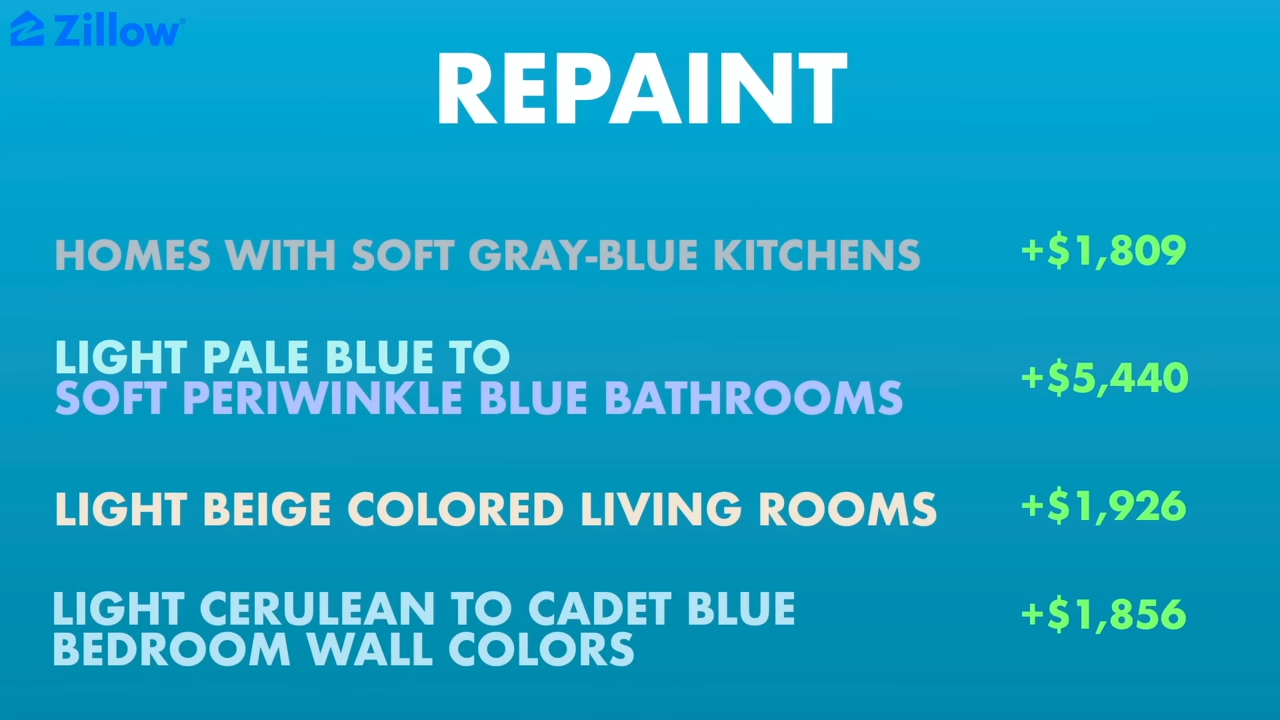 Zillow
REPAINT
HOMES WITH SOFT GRAY-BLUE KITCHENS +$1,809
LIGHT PALE BLUE TO
SOFT PERIWINKLE BLUE BATHROOMS +$5,440
LIGHT BEIGE COLORED LIVING ROOMS +$1,926
LIGHT CERULEAN TO CADET BLUE +$1,856
BEDROOM WALL COLORS